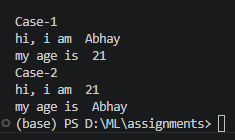 Case-1
hi, i am  Abhay
my age is  21
Case-2
hi, i am  21
my age is  Abhay
(base) PS D:\ML\assignments>